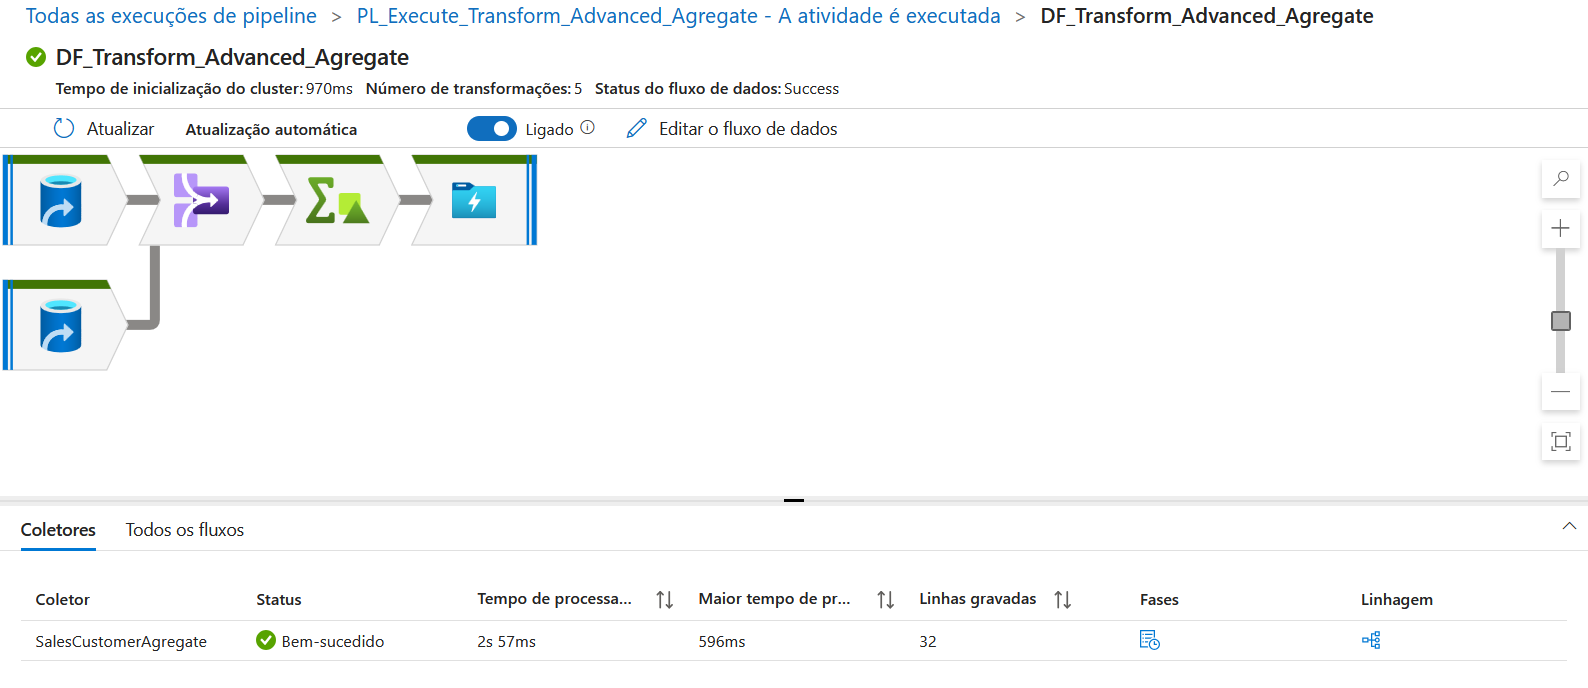 Todas as execuções de pipeline > PL_Execute_Transform_Advanced_Agregate - A atividade é executada > DF_Transform_Advanced_Agregate
DF_Transform_Advanced_Agregate
Tempo de inicialização do cluster: 970ms Número de transformações: 5 Status do fluxo de dados: Success
Atualizar Atualização automática Ligado Editar o fluxo de dados
Coletores Todos os fluxos
Coletor Status Tempo de processa... Maior tempo de pr... Linhas gravadas Fases Linhagem
SalesCustomerAgregate Bem-sucedido 2s 57ms 596ms 32